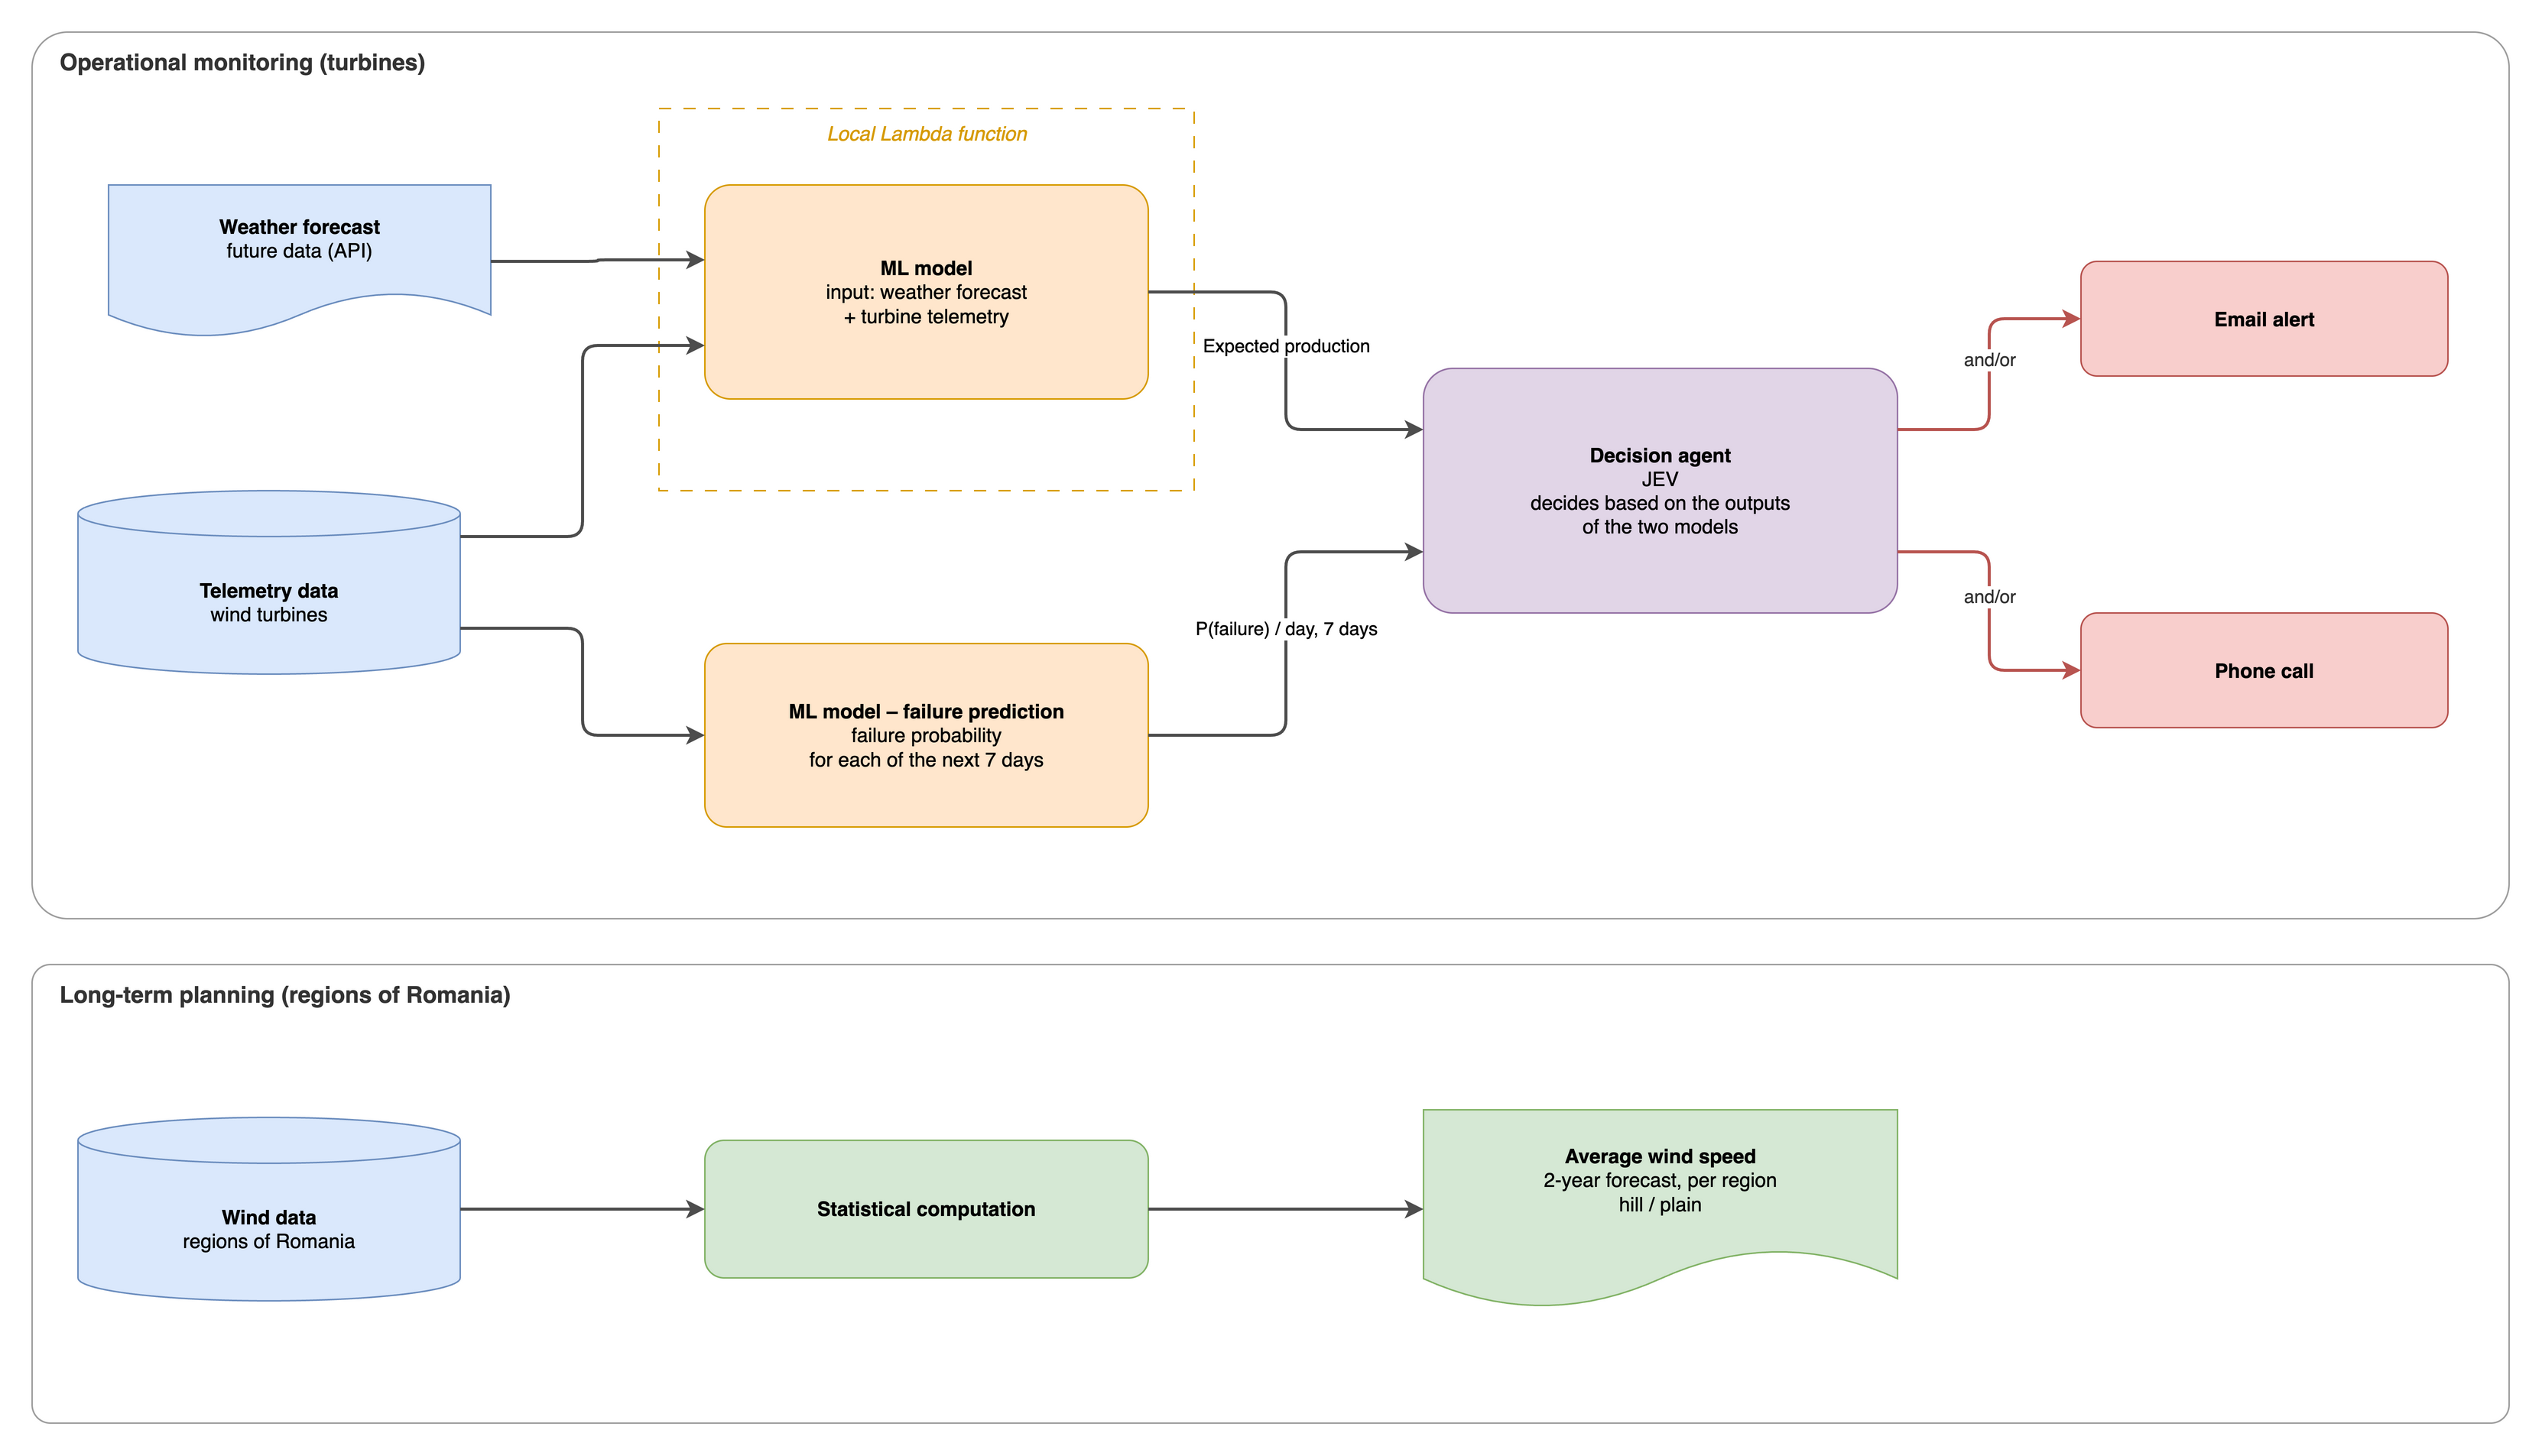 Operational monitoring (turbines)
Local Lambda function
Weather forecast
future data (API)
ML model
input: weather forecast
+ turbine telemetry
Expected production
Email alert
and/or
Decision agent
JEV
decides based on the outputs
of the two models
Telemetry data
wind turbines
and/or
P(failure) / day, 7 days
Phone call
ML model – failure prediction
failure probability
for each of the next 7 days
Long-term planning (regions of Romania)
Wind data
regions of Romania
Statistical computation
Average wind speed
2-year forecast, per region
hill / plain